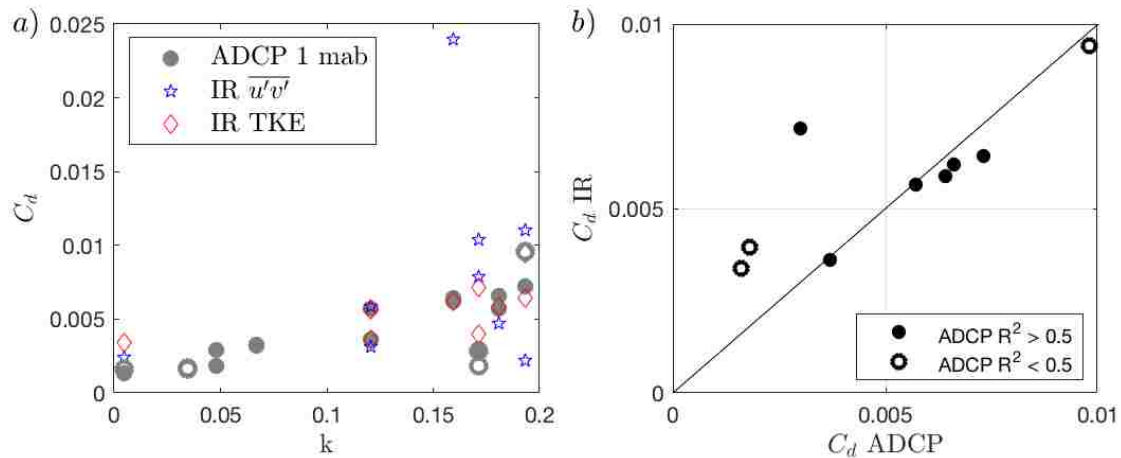 a)
0.025
0.02
0.015
0.01
0.005
0
C_d
0 0.05 0.1 0.15 0.2
k
ADCP 1 mab
IR u'v'
IR TKE
b)
0.01
0.005
0
C_d IR
0 0.005 0.01
C_d ADCP
ADCP R² > 0.5
ADCP R² < 0.5